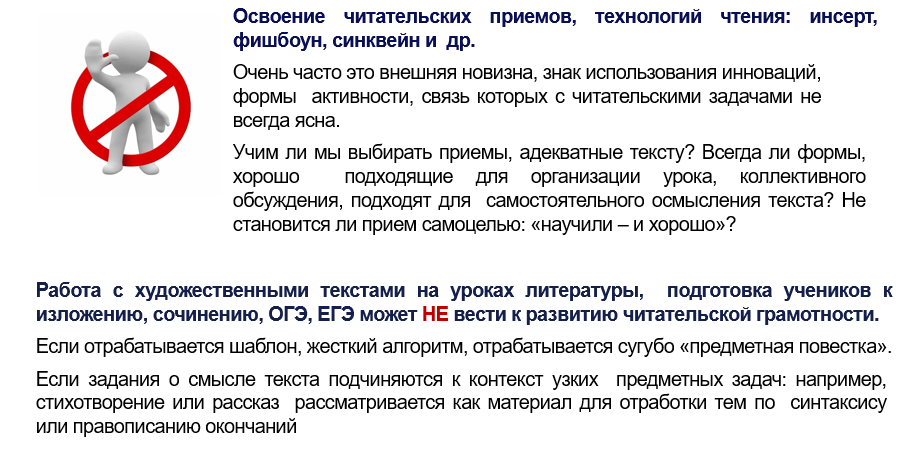 Освоение читательских приемов, технологий чтения: инсерт,
фишбоун, синквейн и др.
Очень часто это внешняя новизна, знак использования инноваций,
формы активности, связь которых с читательскими задачами не
всегда ясна.
Учим ли мы выбирать приемы, адекватные тексту? Всегда ли формы,
хорошо подходящие для организации урока, коллективного
обсуждения, подходят для самостоятельного осмысления текста? Не
становится ли прием самоцелью: «научили – и хорошо»?
Работа с художественными текстами на уроках литературы, подготовка учеников к
изложению, сочинению, ОГЭ, ЕГЭ может НЕ вести к развитию читательской грамотности.
Если отрабатывается шаблон, жесткий алгоритм, отрабатывается сугубо «предметная повестка».
Если задания о смысле текста подчиняются к контекст узких предметных задач: например,
стихотворение или рассказ рассматривается как материал для отработки тем по синтаксису
или правописанию окончаний